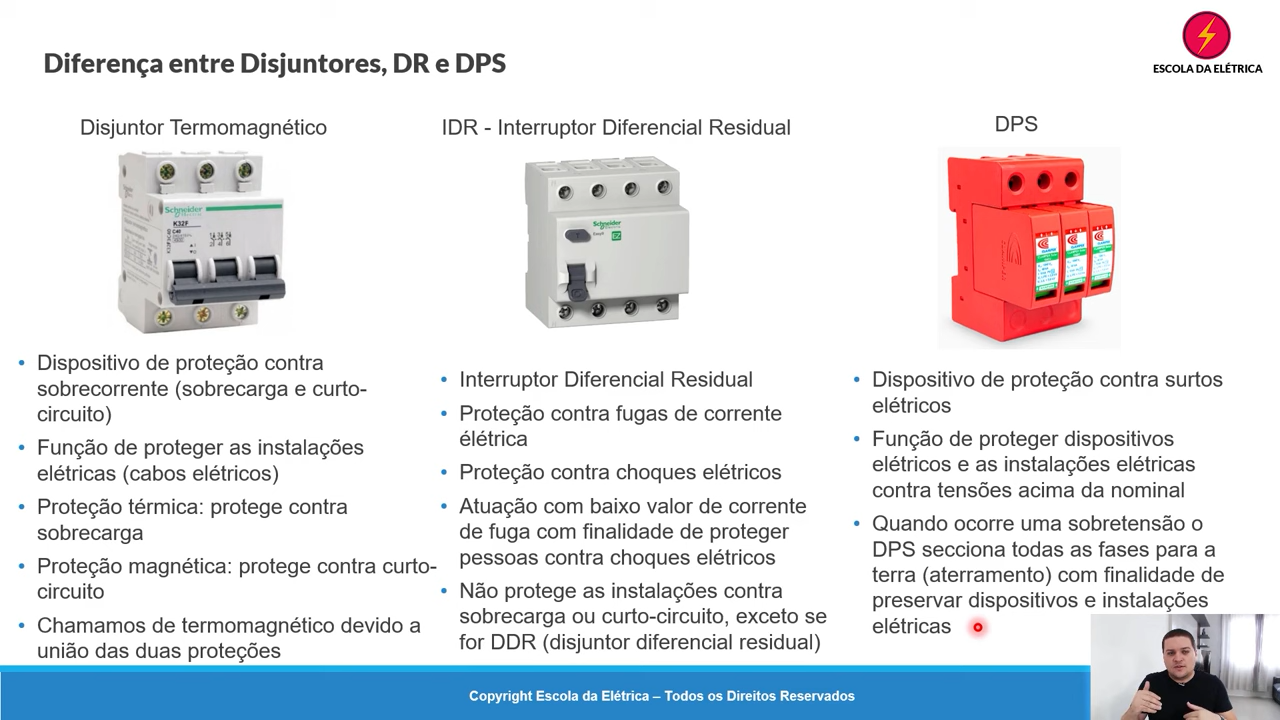 Diferença entre Disjuntores, DR e DPS
ESCOLA DA ELÉTRICA
Disjuntor Termomagnético
Schneider
K32F
C40
• Dispositivo de proteção contra
sobrecorrente (sobrecarga e curto-
circuito)
• Função de proteger as instalações
elétricas (cabos elétricos)
• Proteção térmica: protege contra
sobrecarga
• Proteção magnética: protege contra curto-
circuito
• Chamamos de termomagnético devido a
união das duas proteções
IDR - Interruptor Diferencial Residual
Schneider
• Interruptor Diferencial Residual
• Proteção contra fugas de corrente
élétrica
• Proteção contra choques elétricos
• Atuação com baixo valor de corrente
de fuga com finalidade de proteger
pessoas contra choques elétricos
• Não protege as instalações contra
sobrecarga ou curto-circuito, exceto se
for DDR (disjuntor diferencial residual)
DPS
• Dispositivo de proteção contra surtos
elétricos
• Função de proteger dispositivos
elétricos e as instalações elétricas
contra tensões acima da nominal
• Quando ocorre uma sobretensão o
DPS secciona todas as fases para a
terra (aterramento) com finalidade de
preservar dispositivos e instalações
elétricas
Copyright Escola da Elétrica – Todos os Direitos Reservados